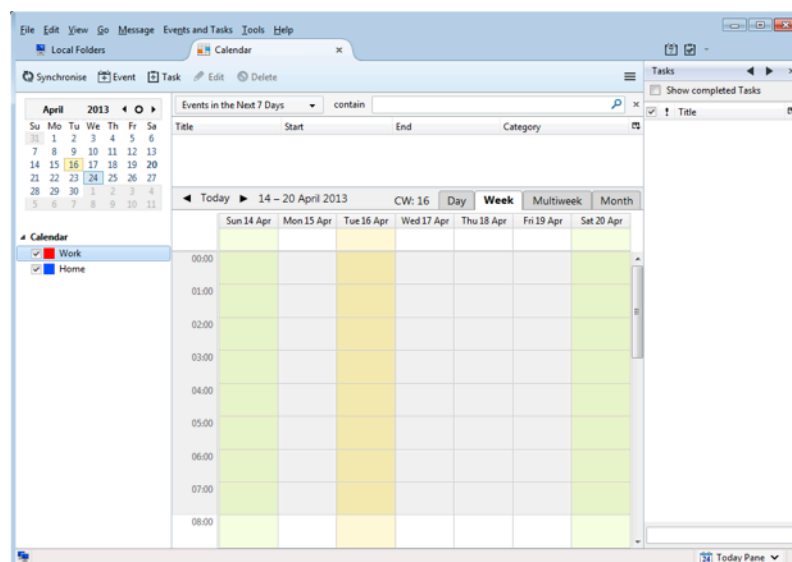 File Edit View Go Message Events and Tasks Tools Help
Local Folders Calendar
Synchronise Event Task Edit Delete
Tasks
Show completed Tasks
! Title
April 2013
Su Mo Tu We Th Fr Sa
31 1 2 3 4 5 6
7 8 9 10 11 12 13
14 15 16 17 18 19 20
21 22 23 24 25 26 27
28 29 30 1 2 3 4
5 6 7 8 9 10 11
Calendar
Work
Home
Events in the Next 7 Days contain
Title Start End Category
Today 14 – 20 April 2013 CW: 16 Day Week Multiweek Month
Sun 14 Apr Mon 15 Apr Tue 16 Apr Wed 17 Apr Thu 18 Apr Fri 19 Apr Sat 20 Apr
00:00
01:00
02:00
03:00
04:00
05:00
06:00
07:00
08:00
24 Today Pane